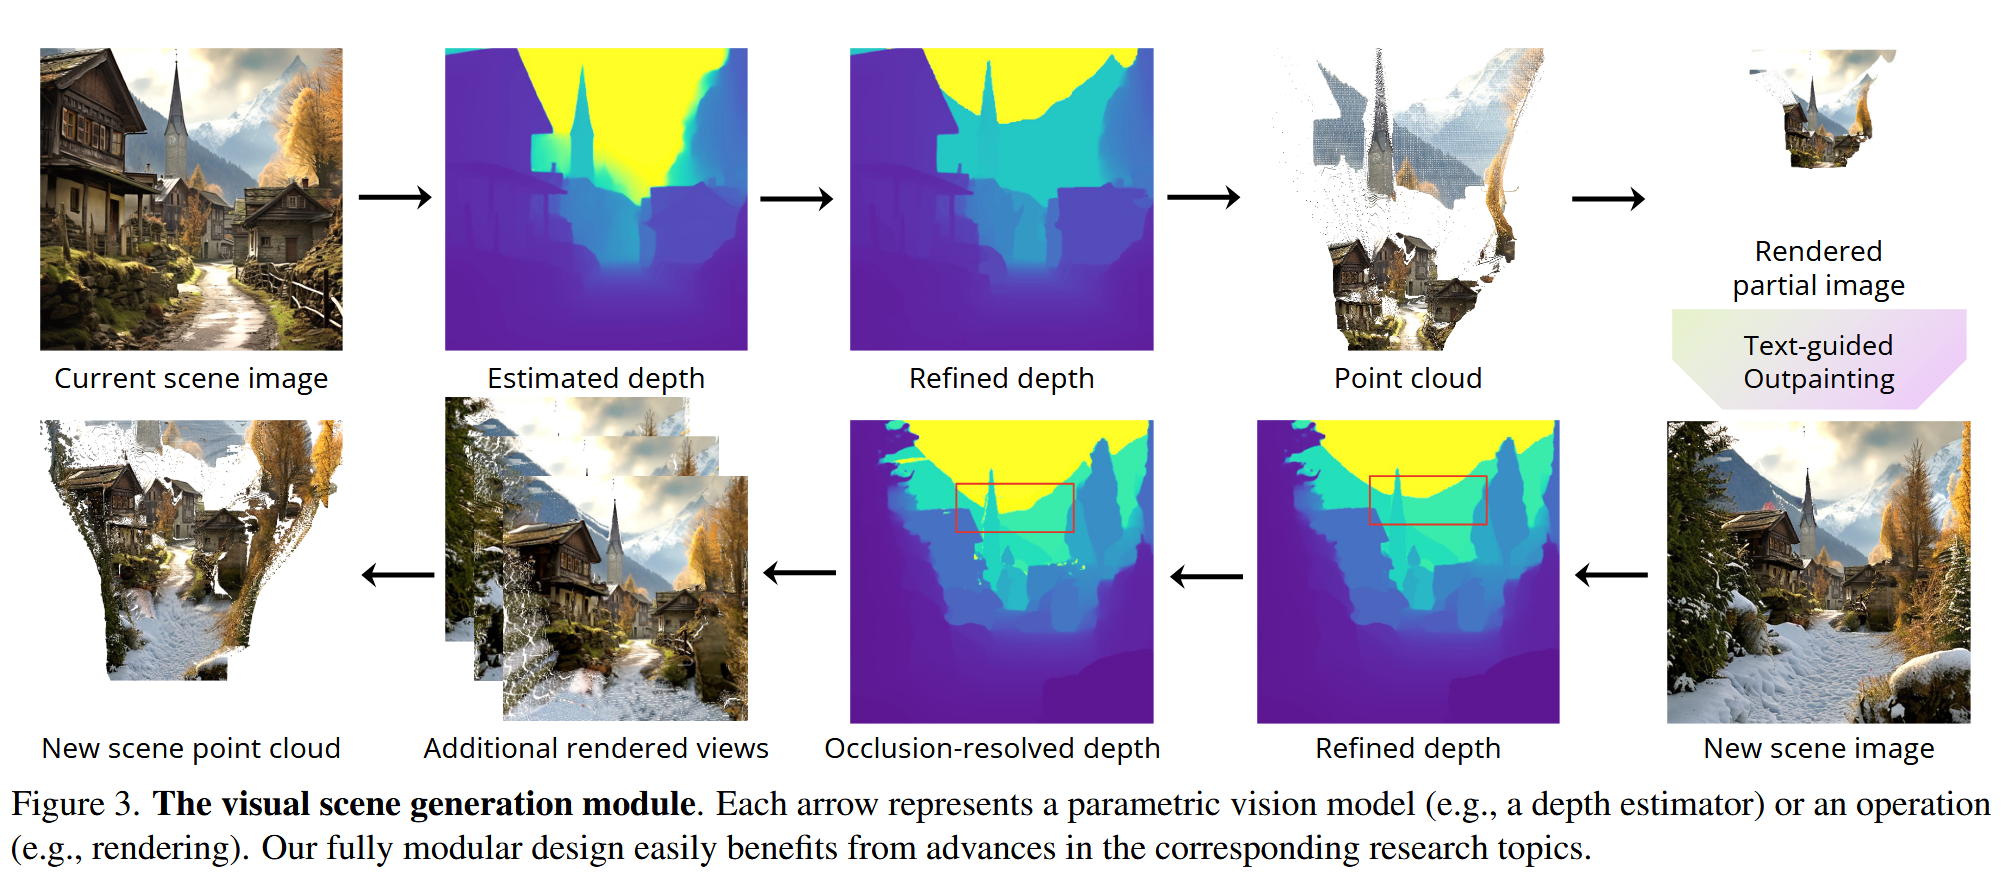 Rendered
partial image
Text-guided
Outpainting
Current scene image
Estimated depth
Refined depth
Point cloud
New scene point cloud
Additional rendered views
Occlusion-resolved depth
Refined depth
New scene image
Figure 3. The visual scene generation module. Each arrow represents a parametric vision model (e.g., a depth estimator) or an operation
(e.g., rendering). Our fully modular design easily benefits from advances in the corresponding research topics.